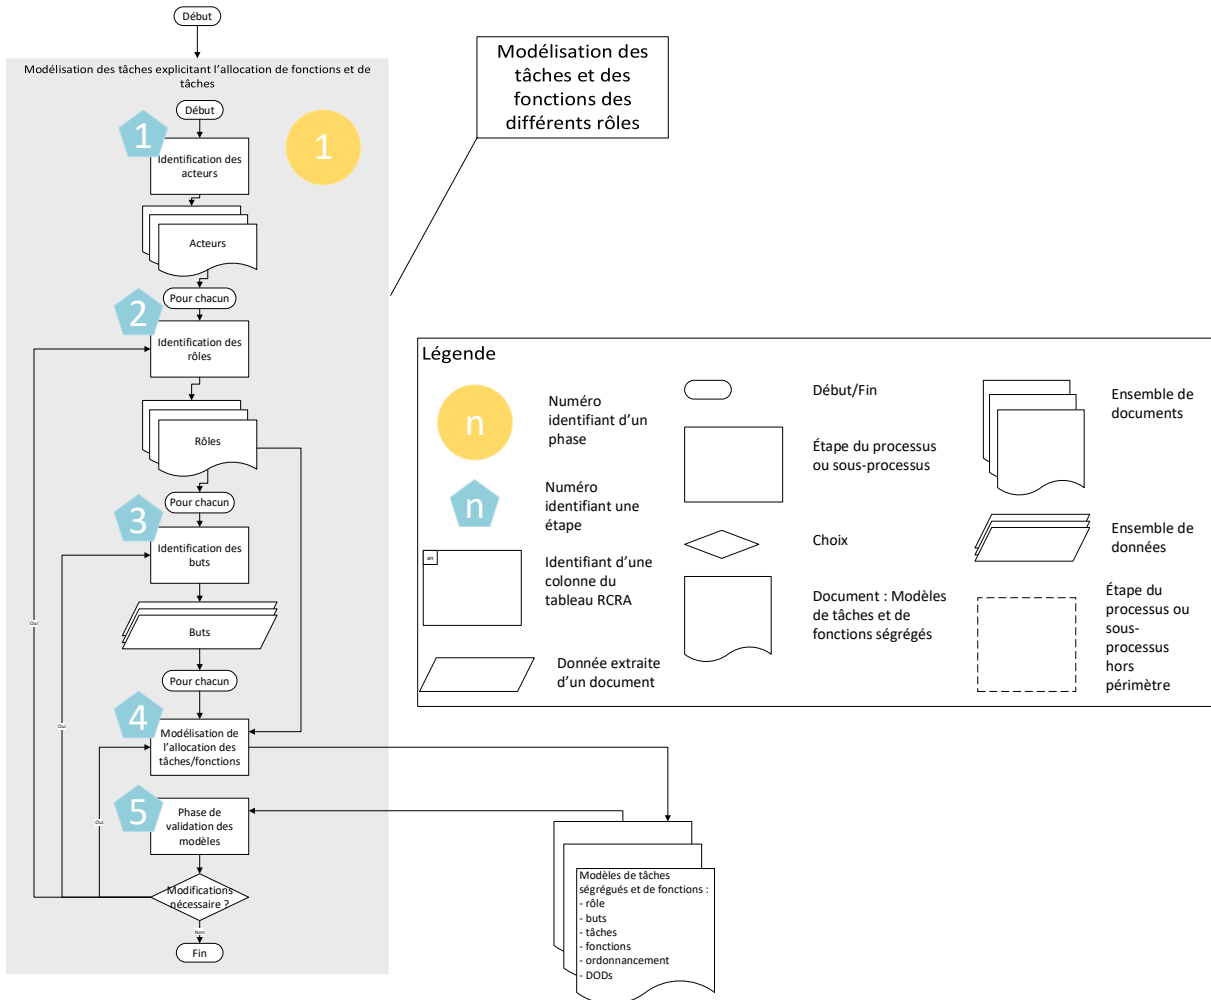 Début
Modélisation des tâches explicitant l'allocation de fonctions et de
tâches
Début
1
1
Identification des
acteurs
Acteurs
Pour chacun
2
Identification des
rôles
Rôles
Pour chacun
3
Identification des
buts
Oui
Buts
Pour chacun
Oui
4
Modélisation de
l'allocation des
tâches/fonctions
5
Phase de
validation des
modèles
Oui
Modifications
nécessaire ?
Non
Fin
Modélisation des
tâches et des
fonctions des
différents rôles
Légende
n
Numéro
identifiant d'un
phase
n
Numéro
identifiant une
étape
an
Identifiant d'une
colonne du
tableau RCRA
Donnée extraite
d'un document
Début/Fin
Étape du processus
ou sous-processus
Choix
Document : Modèles
de tâches et de
fonctions ségrégés
Ensemble de
documents
Ensemble de
données
Étape du
processus ou
sous-
processus
hors
périmètre
Modèles de tâches
ségrégués et de fonctions :
- rôle
- buts
- tâches
- fonctions
- ordonnancement
- DODs